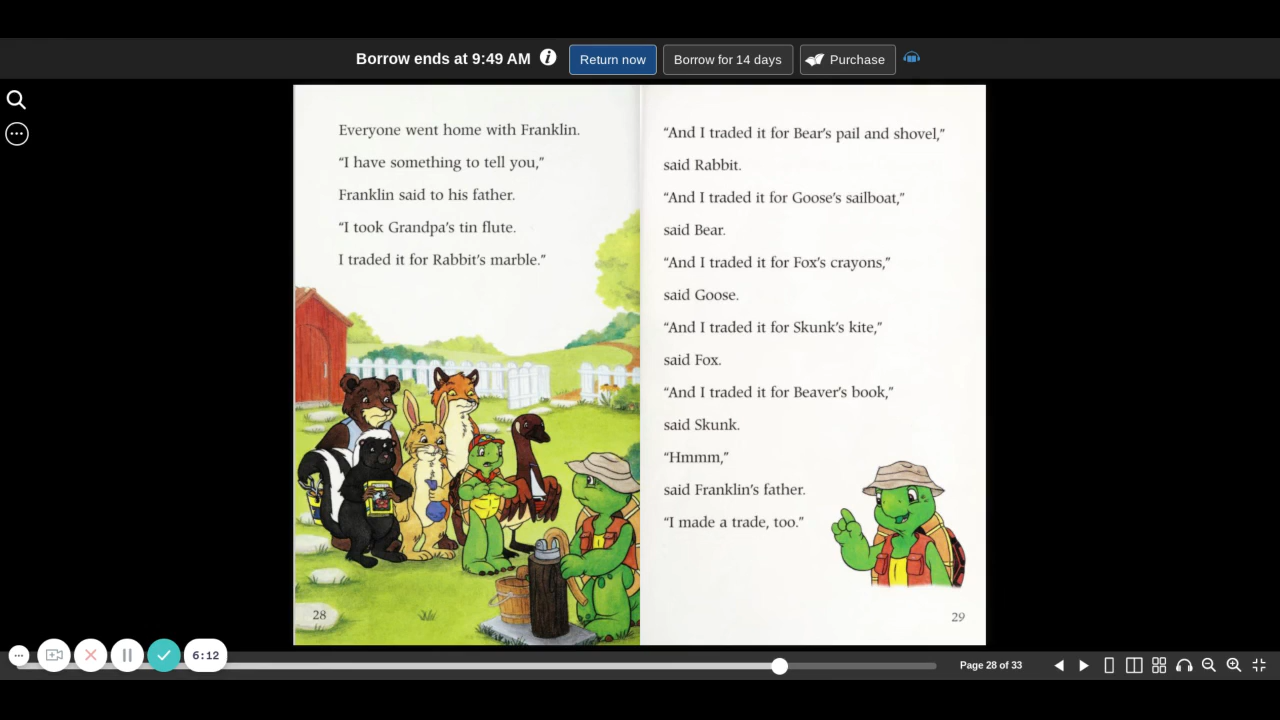 Borrow ends at 9:49 AM
Return now
Borrow for 14 days
Purchase
Everyone went home with Franklin.
“I have something to tell you,”
Franklin said to his father.
“I took Grandpa’s tin flute.
I traded it for Rabbit’s marble.”
28
“And I traded it for Bear’s pail and shovel,”
said Rabbit.
“And I traded it for Goose’s sailboat,”
said Bear.
“And I traded it for Fox’s crayons,”
said Goose.
“And I traded it for Skunk’s kite,”
said Fox.
“And I traded it for Beaver’s book,”
said Skunk.
“Hmmm,”
said Franklin’s father.
“I made a trade, too.”
29
6:12
Page 28 of 33